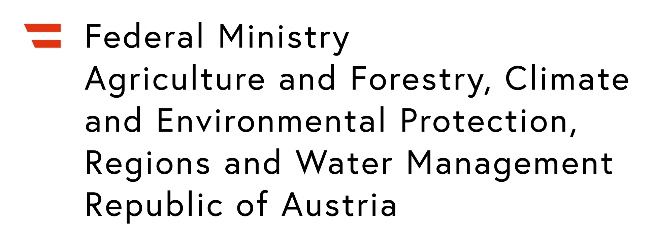 Federal Ministry
Agriculture and Forestry, Climate
and Environmental Protection,
Regions and Water Management
Republic of Austria